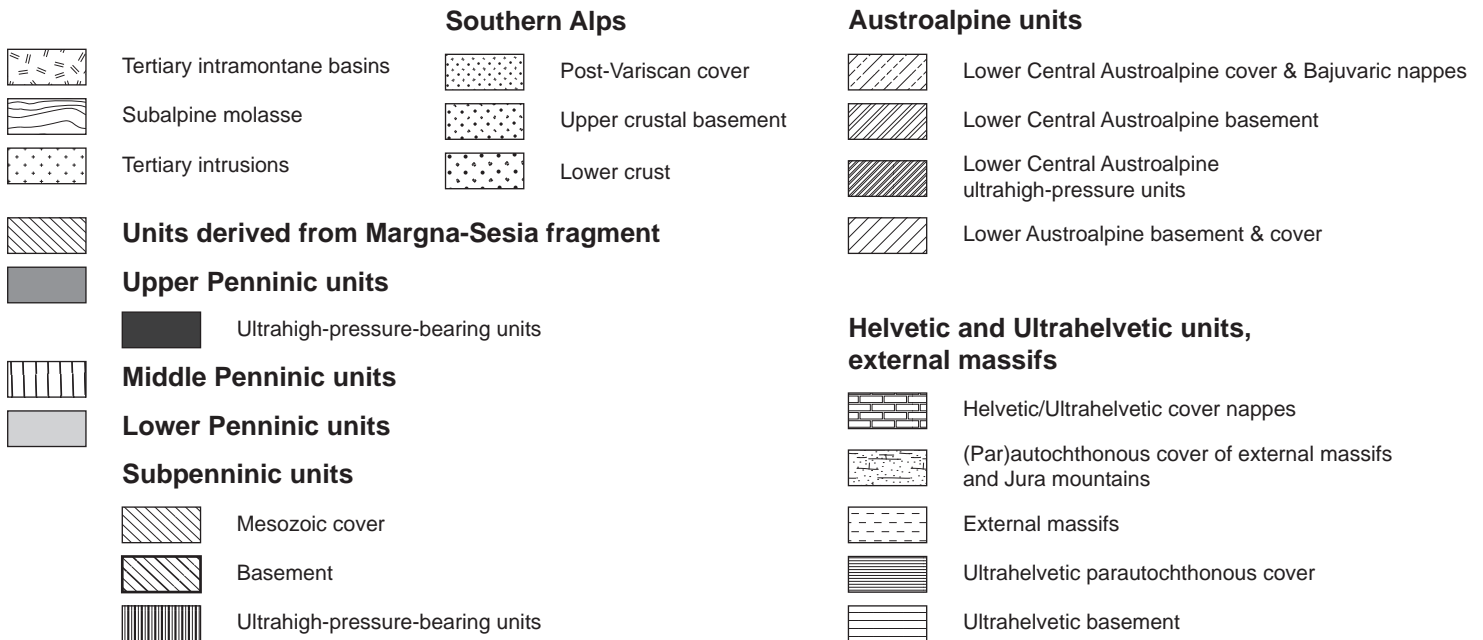 Tertiary intramontane basins
Subalpine molasse
Tertiary intrusions
Southern Alps
Post-Variscan cover
Upper crustal basement
Lower crust
Units derived from Margna-Sesia fragment
Upper Penninic units
Ultrahigh-pressure-bearing units
Middle Penninic units
Lower Penninic units
Subpenninic units
Mesozoic cover
Basement
Ultrahigh-pressure-bearing units
Austroalpine units
Lower Central Austroalpine cover & Bajuvaric nappes
Lower Central Austroalpine basement
Lower Central Austroalpine
ultrahigh-pressure units
Lower Austroalpine basement & cover
Helvetic and Ultrahelvetic units,
external massifs
Helvetic/Ultrahelvetic cover nappes
(Par)autochthonous cover of external massifs
and Jura mountains
External massifs
Ultrahelvetic parautochthonous cover
Ultrahelvetic basement